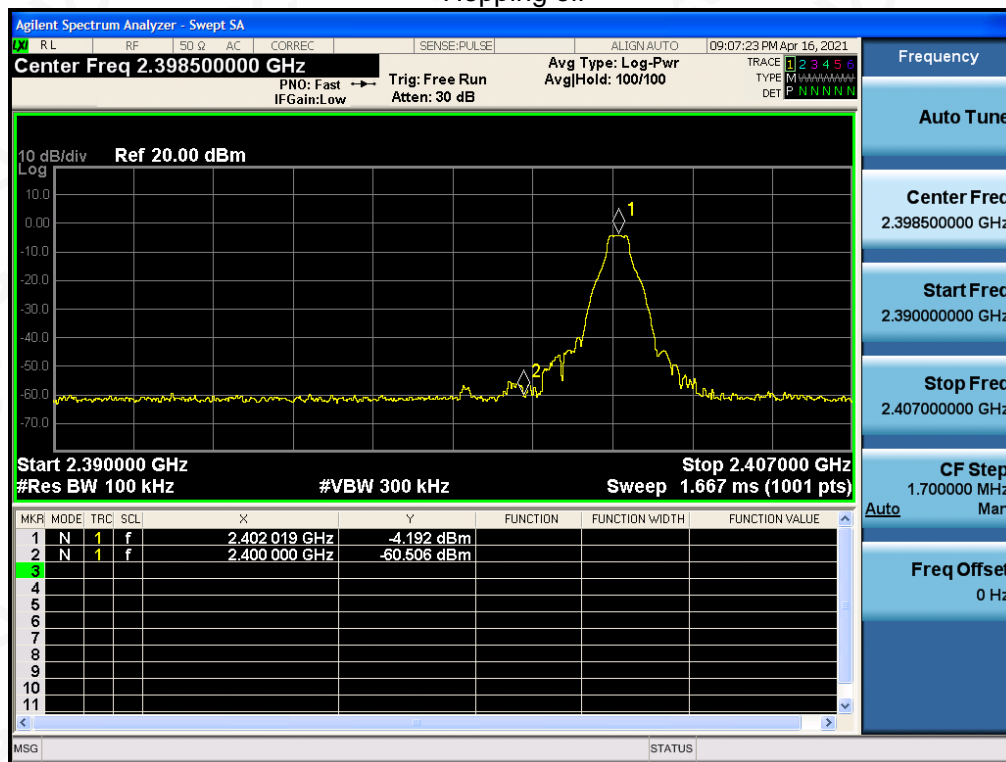 Agilent Spectrum Analyzer - Swept SA
LXI RL RF 50 Ω AC CORREC SENSE:PULSE ALIGN AUTO 09:07:23 PM Apr 16, 2021
Center Freq 2.398500000 GHz
PNO: Fast
IFGain:Low
Trig: Free Run
Atten: 30 dB
Avg Type: Log-Pwr
Avg|Hold: 100/100
TRACE 1 2 3 4 5 6
TYPE M WWWWW
DET P N N N N N
10 dB/div Ref 20.00 dBm
Log
10.0
0.00
-10.0
-20.0
-30.0
-40.0
-50.0
-60.0
-70.0
1
2
Start 2.390000 GHz Stop 2.407000 GHz
#Res BW 100 kHz #VBW 300 kHz Sweep 1.667 ms (1001 pts)
MKR MODE TRC SCL X Y FUNCTION FUNCTION WIDTH FUNCTION VALUE
1 N 1 f 2.402 019 GHz -4.192 dBm
2 N 1 f 2.400 000 GHz -60.506 dBm
3
4
5
6
7
8
9
10
11
MSG STATUS
Frequency
Auto Tune
Center Freq
2.398500000 GHz
Start Freq
2.390000000 GHz
Stop Freq
2.407000000 GHz
CF Step
1.700000 MHz
Auto Man
Freq Offset
0 Hz